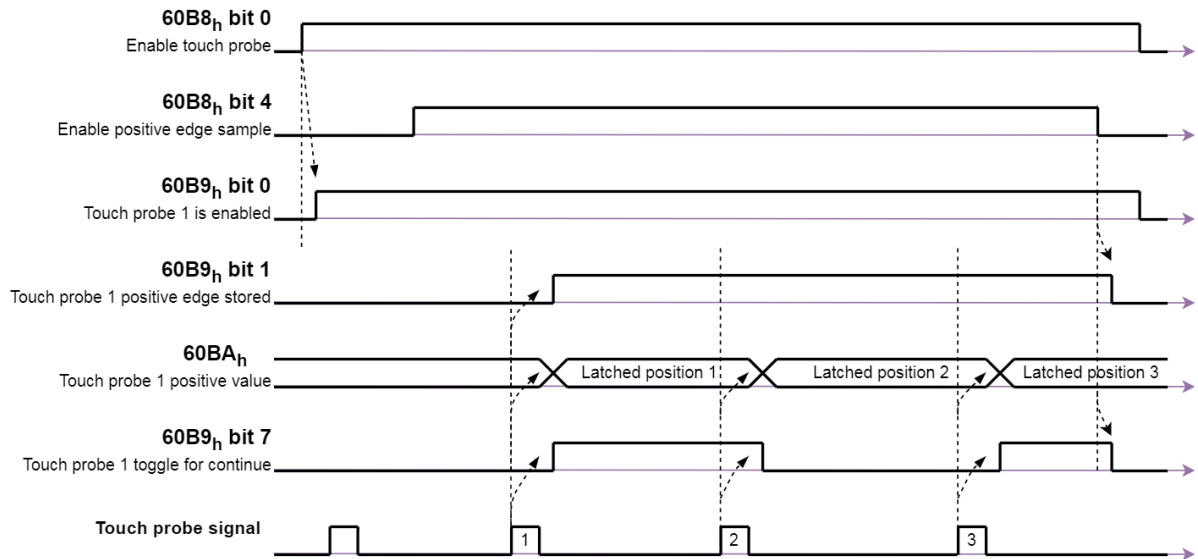 60B8h bit 0
Enable touch probe
60B8h bit 4
Enable positive edge sample
60B9h bit 0
Touch probe 1 is enabled
60B9h bit 1
Touch probe 1 positive edge stored
60BAh
Touch probe 1 positive value
Latched position 1
Latched position 2
Latched position 3
60B9h bit 7
Touch probe 1 toggle for continue
Touch probe signal
1
2
3